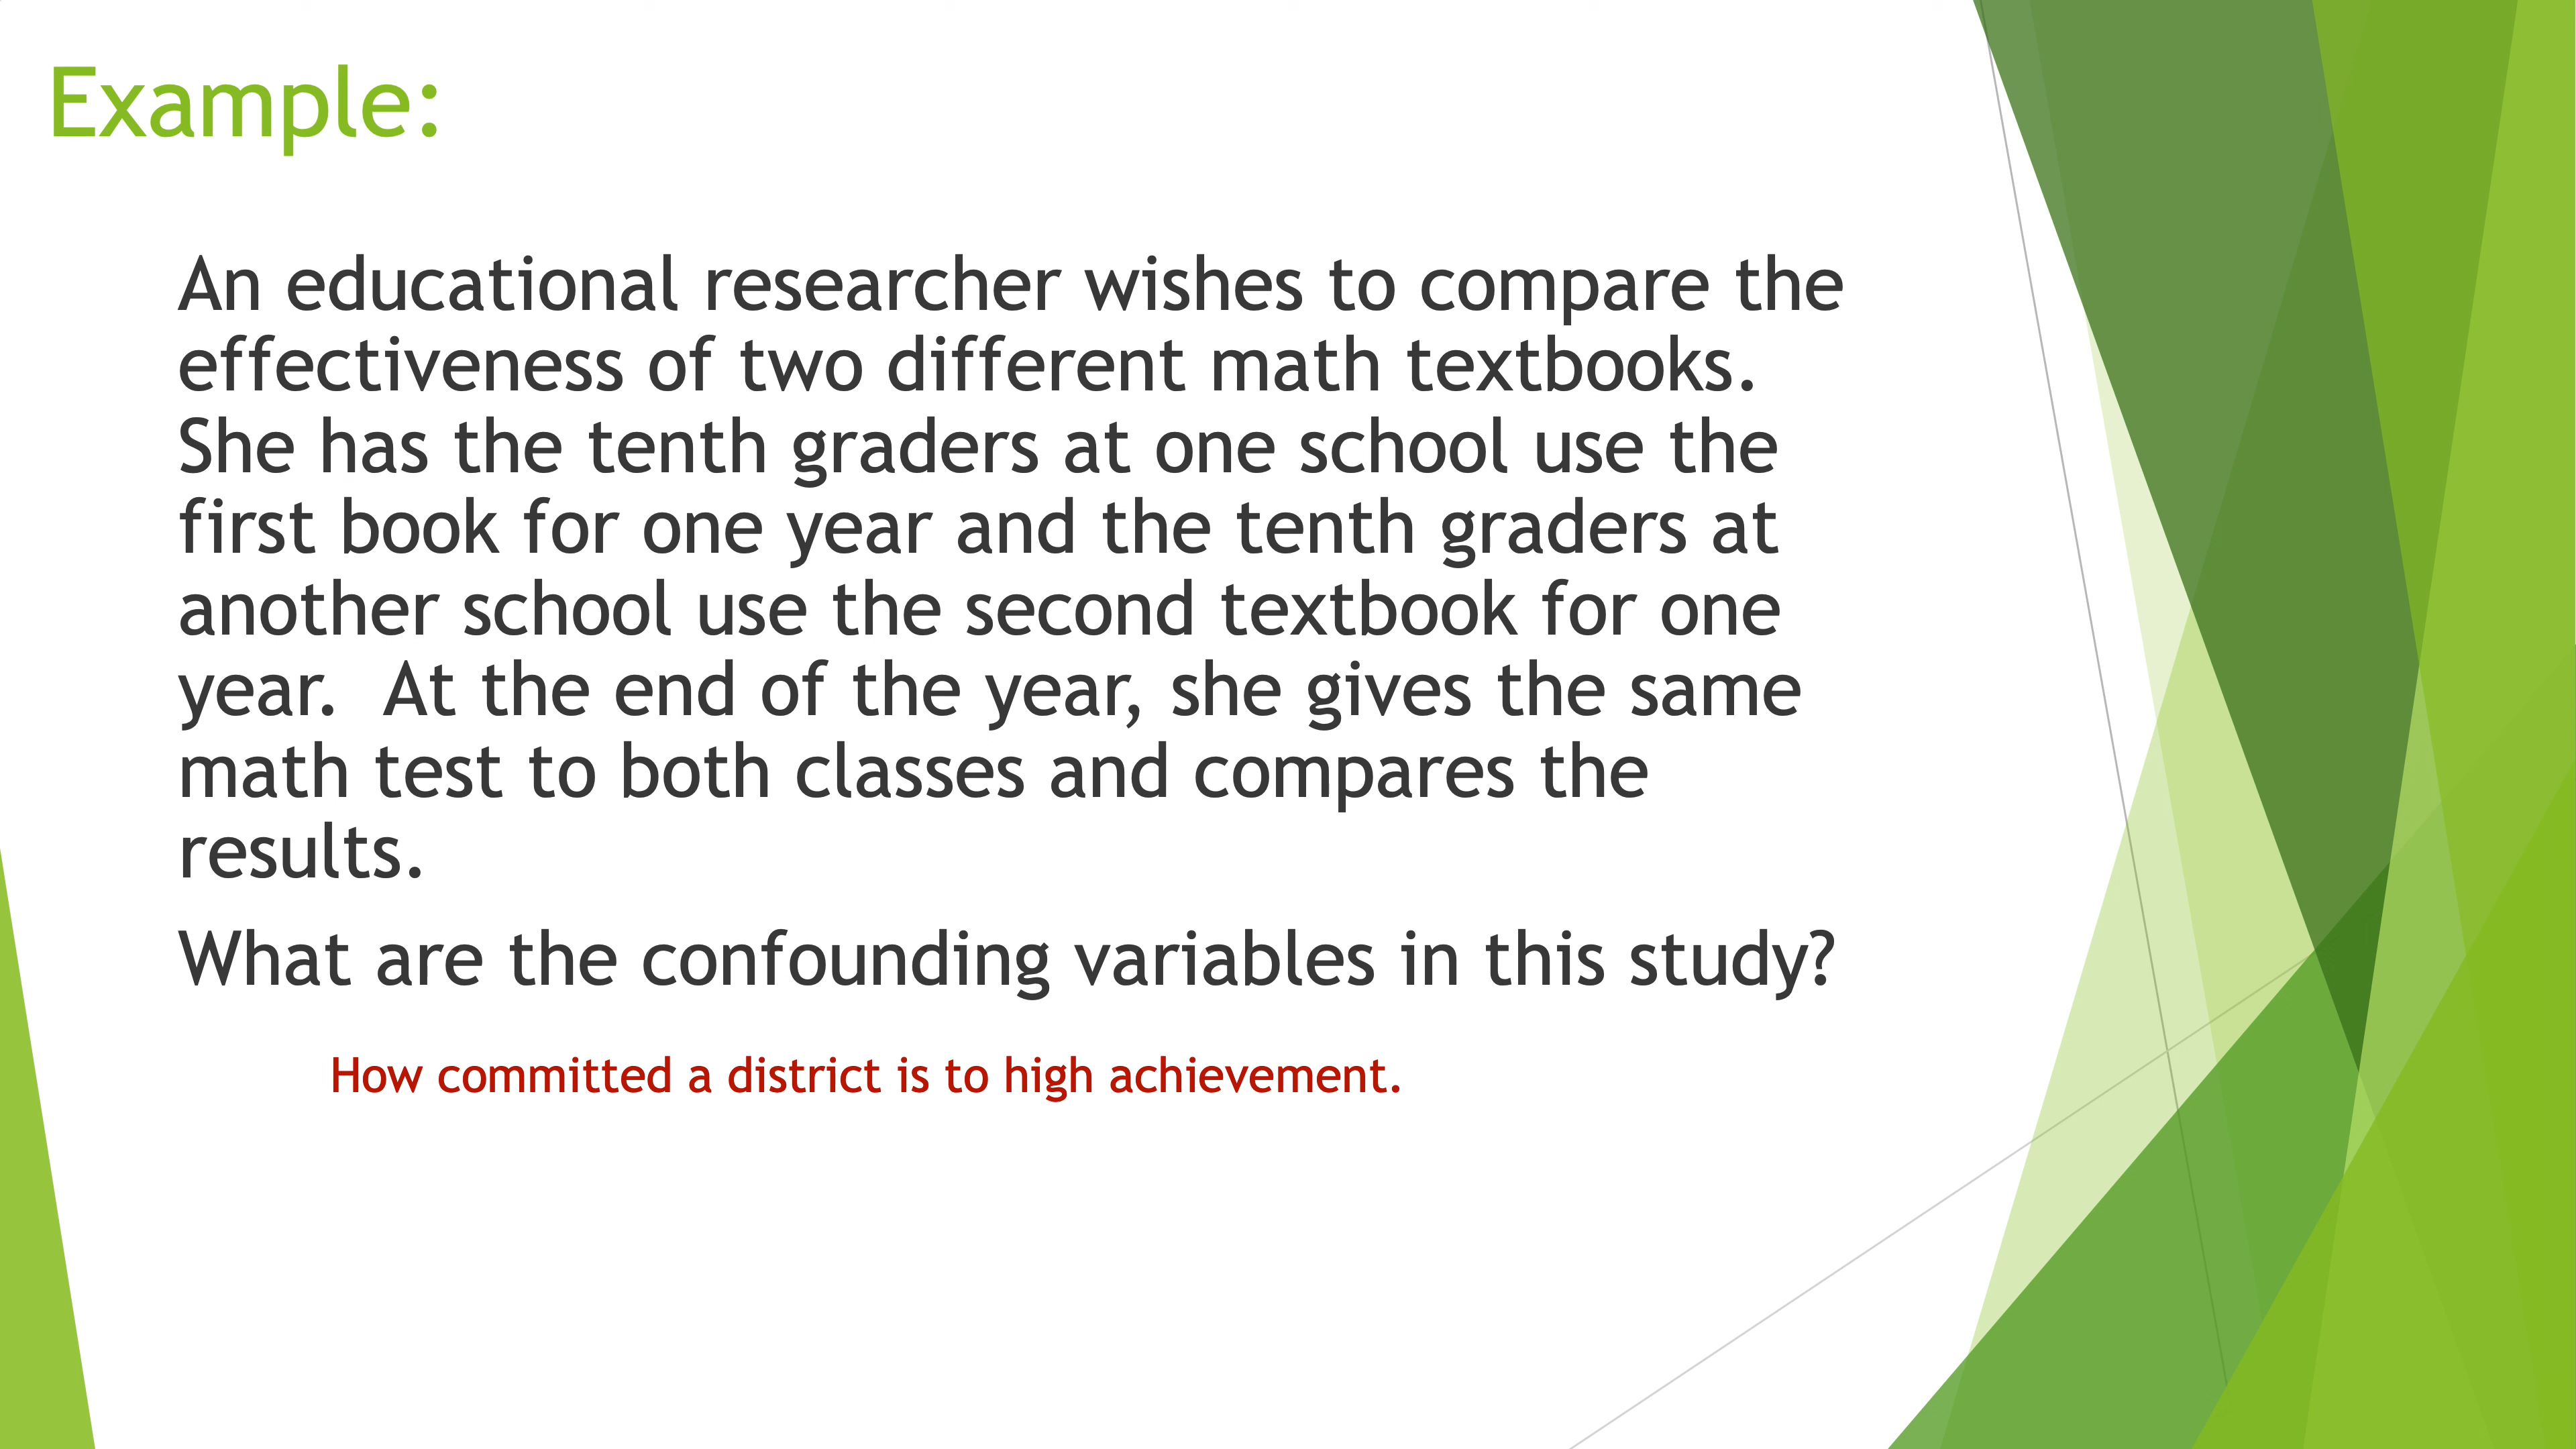 Example:
An educational researcher wishes to compare the
effectiveness of two different math textbooks.
She has the tenth graders at one school use the
first book for one year and the tenth graders at
another school use the second textbook for one
year.  At the end of the year, she gives the same
math test to both classes and compares the
results.
What are the confounding variables in this study?
How committed a district is to high achievement.